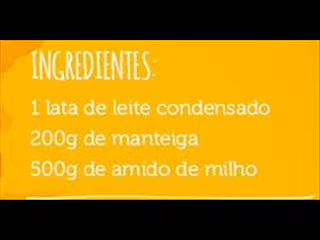 INGREDIENTES:
1 lata de leite condensado
200g de manteiga
500g de amido de milho